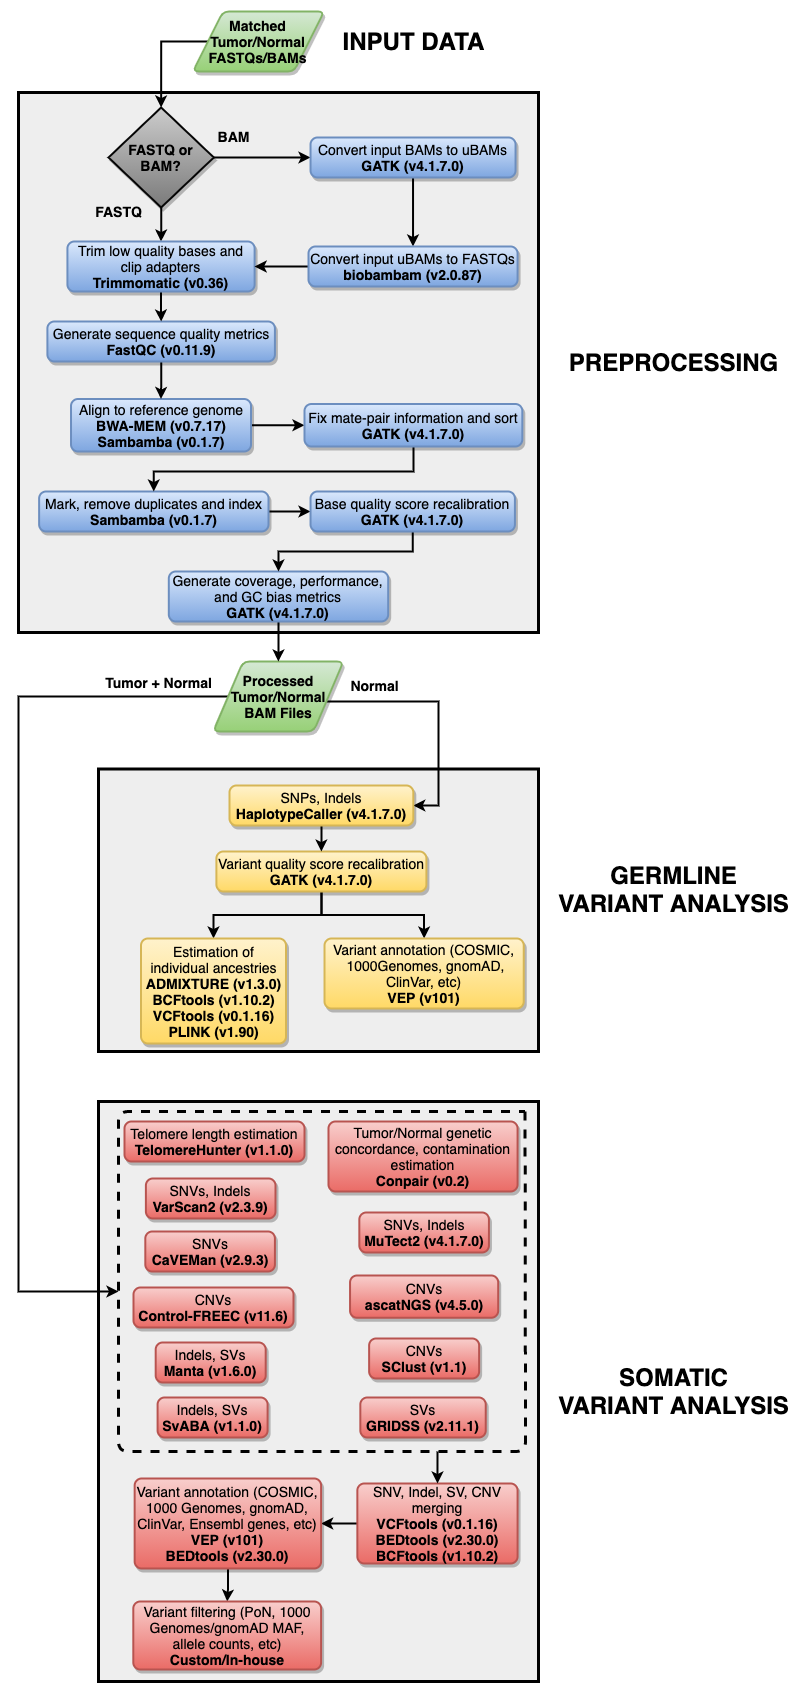 Matched
Tumor/Normal
FASTQs/BAMs
INPUT DATA
FASTQ or
BAM?
BAM
FASTQ
Convert input BAMs to uBAMs
GATK (v4.1.7.0)
Trim low quality bases and
clip adapters
Trimmomatic (v0.36)
Convert input uBAMs to FASTQs
biobambam (v2.0.87)
Generate sequence quality metrics
FastQC (v0.11.9)
PREPROCESSING
Align to reference genome
BWA-MEM (v0.7.17)
Sambamba (v0.1.7)
Fix mate-pair information and sort
GATK (v4.1.7.0)
Mark, remove duplicates and index
Sambamba (v0.1.7)
Base quality score recalibration
GATK (v4.1.7.0)
Generate coverage, performance,
and GC bias metrics
GATK (v4.1.7.0)
Tumor + Normal
Processed
Tumor/Normal
BAM Files
Normal
SNPs, Indels
HaplotypeCaller (v4.1.7.0)
Variant quality score recalibration
GATK (v4.1.7.0)
GERMLINE
VARIANT ANALYSIS
Estimation of
individual ancestries
ADMIXTURE (v1.3.0)
BCFtools (v1.10.2)
VCFtools (v0.1.16)
PLINK (v1.90)
Variant annotation (COSMIC,
1000Genomes, gnomAD,
ClinVar, etc)
VEP (v101)
Telomere length estimation
TelomereHunter (v1.1.0)
Tumor/Normal genetic
concordance, contamination
estimation
Conpair (v0.2)
SNVs, Indels
VarScan2 (v2.3.9)
SNVs, Indels
MuTect2 (v4.1.7.0)
SNVs
CaVEMan (v2.9.3)
CNVs
ascatNGS (v4.5.0)
CNVs
Control-FREEC (v11.6)
CNVs
SClust (v1.1)
Indels, SVs
Manta (v1.6.0)
SOMATIC
VARIANT ANALYSIS
Indels, SVs
SvABA (v1.1.0)
SVs
GRIDSS (v2.11.1)
SNV, Indel, SV, CNV
merging
VCFtools (v0.1.16)
BEDtools (v2.30.0)
BCFtools (v1.10.2)
Variant annotation (COSMIC,
1000 Genomes, gnomAD,
ClinVar, Ensembl genes, etc)
VEP (v101)
BEDtools (v2.30.0)
Variant filtering (PoN, 1000
Genomes/gnomAD MAF,
allele counts, etc)
Custom/In-house